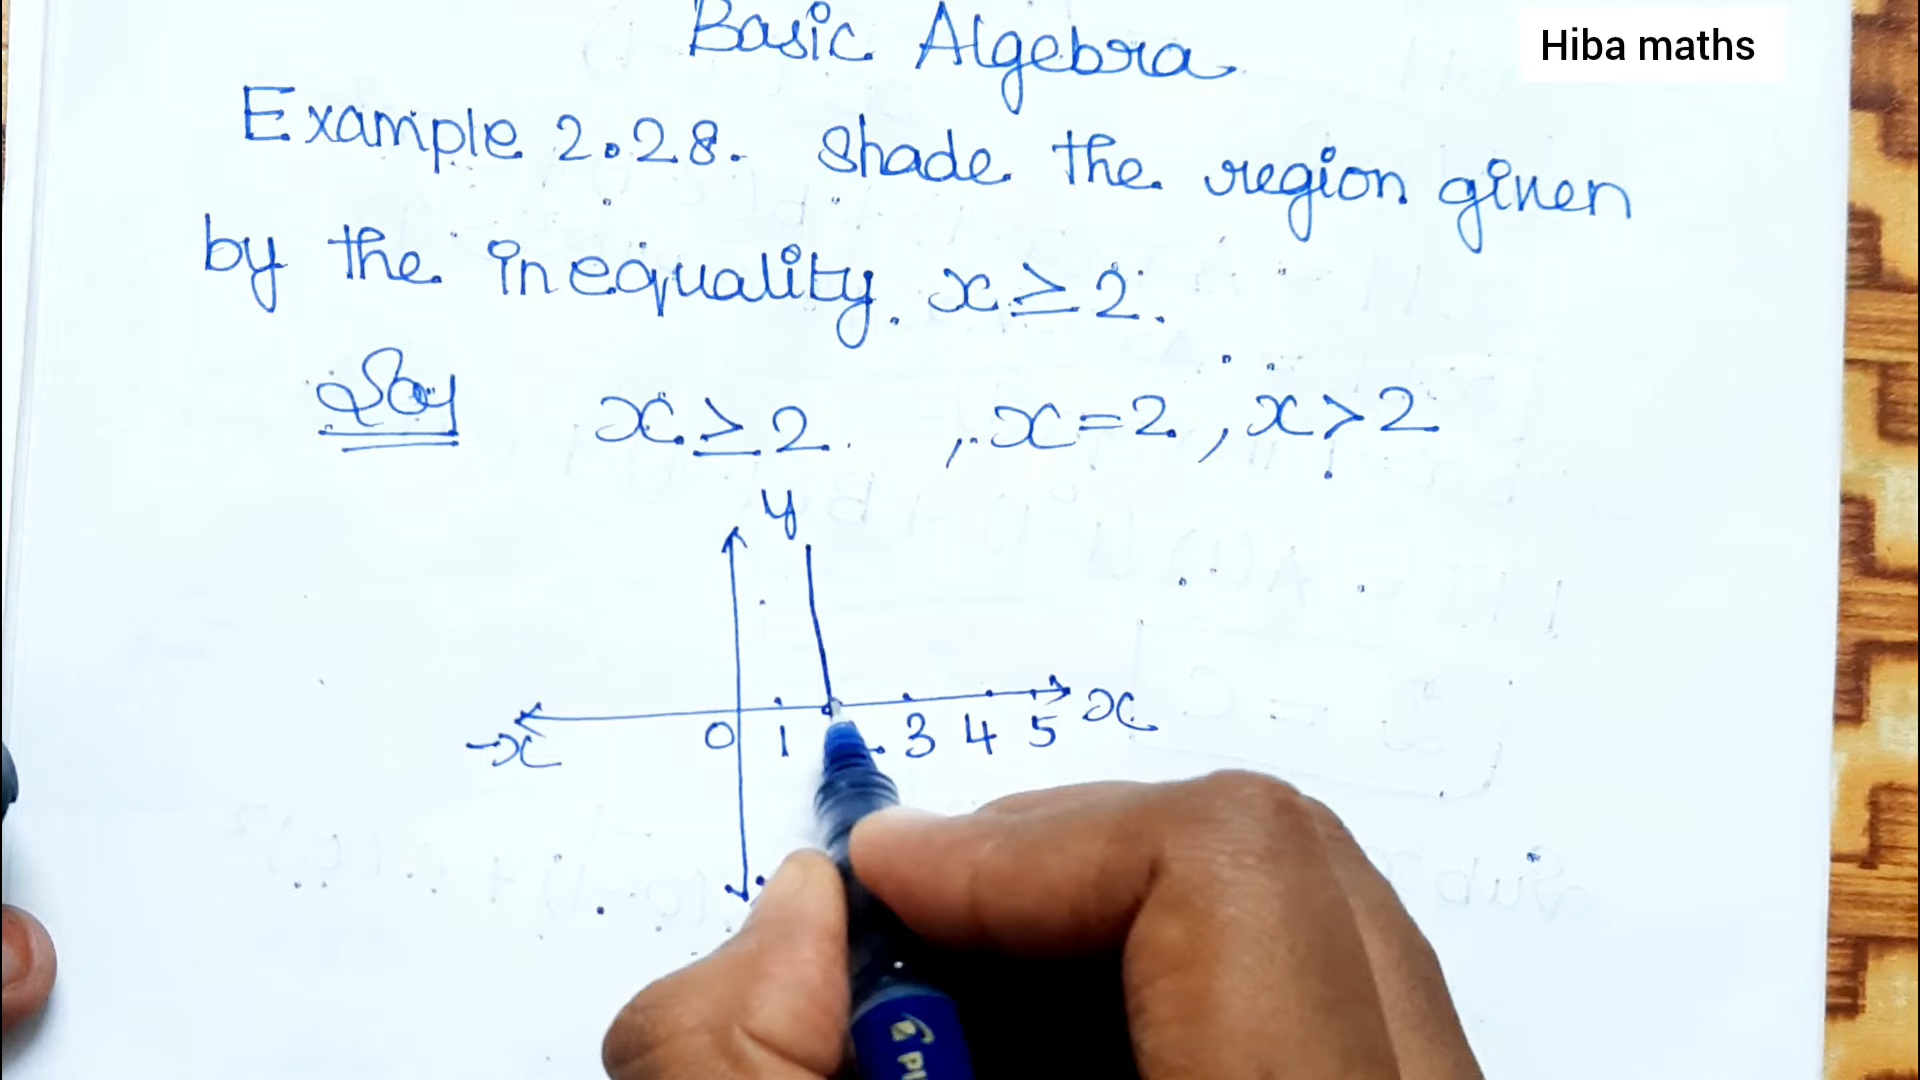 Basic Algebra
Hiba maths
Example 2.28. Shade the region given
by the inequality. x ≥ 2.
x ≥ 2. , x = 2 , x > 2
y
-x 0 1 3 4 5 x